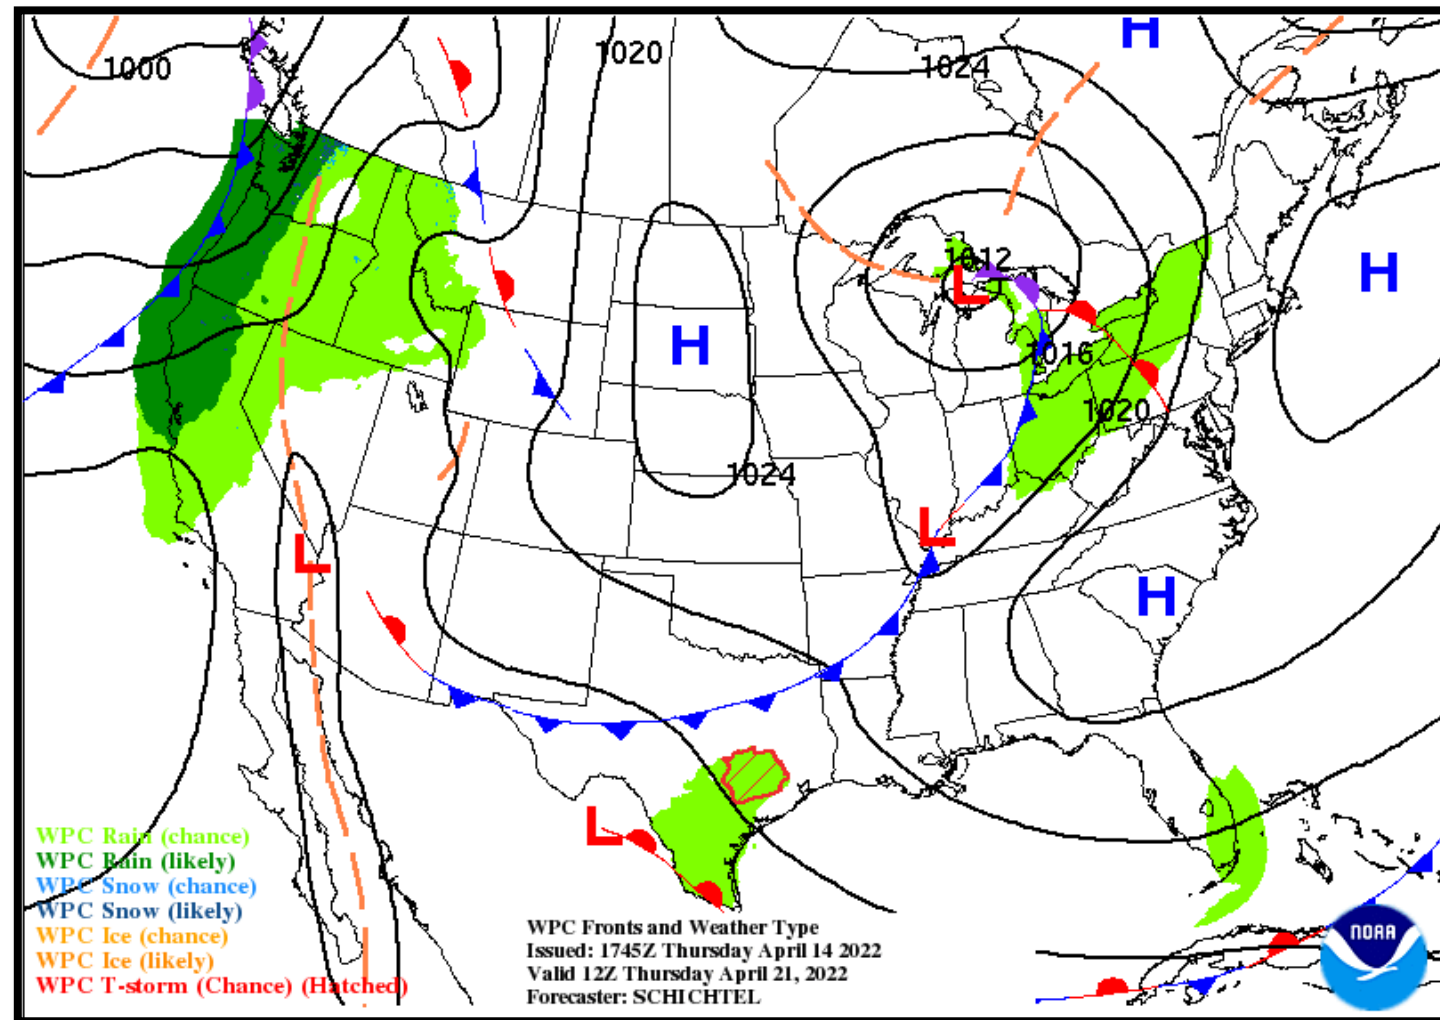 H
1000
1020
1024
H
1012
L
H
1016
1020
1024
L
L
H
L
WPC Rain (chance)
WPC Rain (likely)
WPC Snow (chance)
WPC Snow (likely)
WPC Ice (chance)
WPC Ice (likely)
WPC T-storm (Chance) (Hatched)
WPC Fronts and Weather Type
Issued: 1745Z Thursday April 14 2022
Valid 12Z Thursday April 21, 2022
Forecaster: SCHICHTEL
NOAA